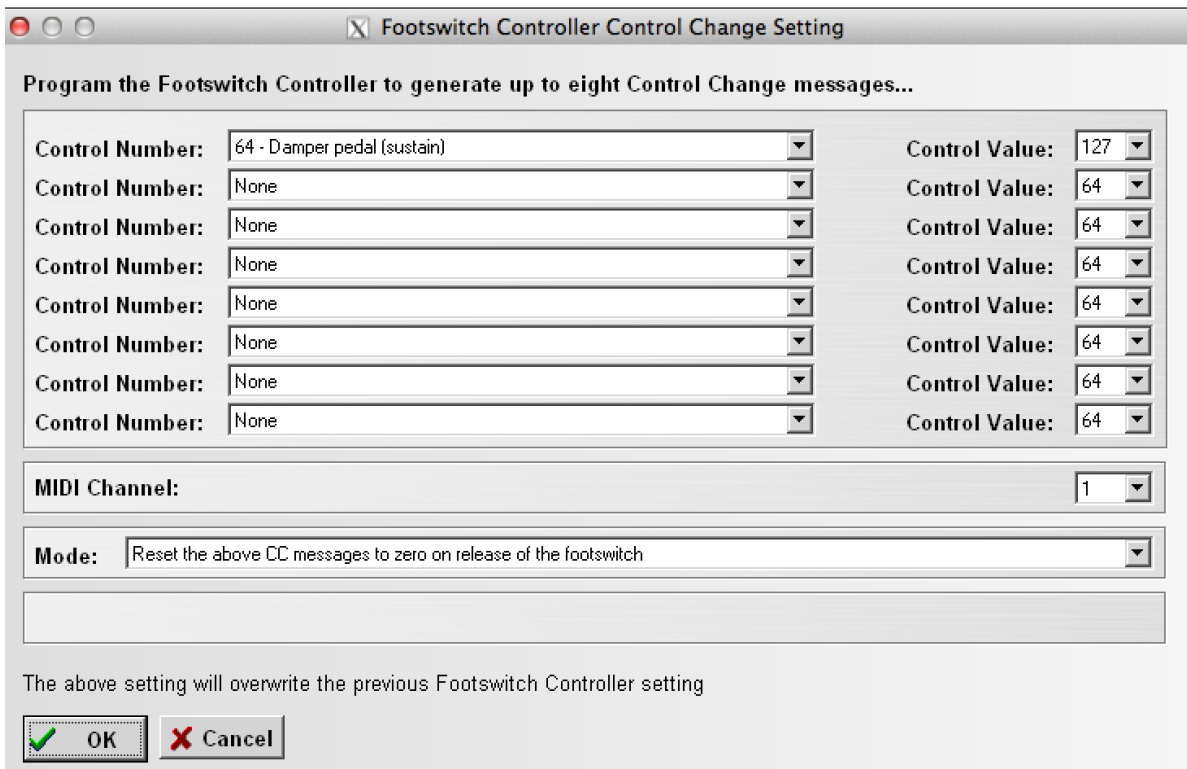 Footswitch Controller Control Change Setting
Program the Footswitch Controller to generate up to eight Control Change messages...
Control Number: 64 - Damper pedal (sustain) Control Value: 127
Control Number: None Control Value: 64
Control Number: None Control Value: 64
Control Number: None Control Value: 64
Control Number: None Control Value: 64
Control Number: None Control Value: 64
Control Number: None Control Value: 64
Control Number: None Control Value: 64
MIDI Channel: 1
Mode: Reset the above CC messages to zero on release of the footswitch
The above setting will overwrite the previous Footswitch Controller setting
OK Cancel